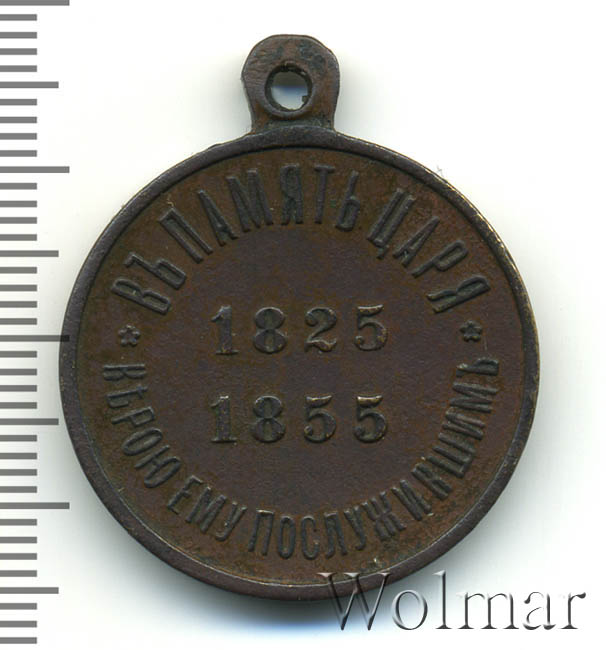 ВЪ ПАМЯТЬ ЦАРЯ
1825
1855
* ВѢРОЮ ЕМУ ПОСЛУЖИВШИМЪ *
Wolmar